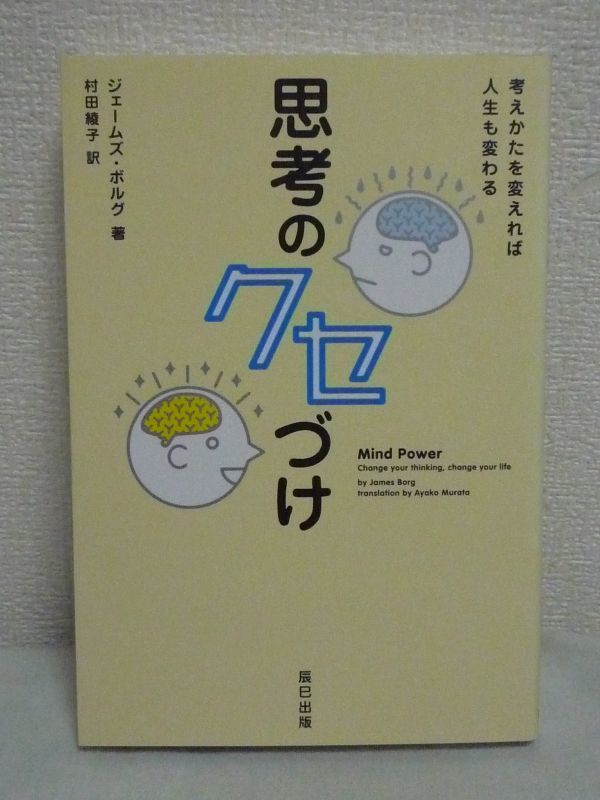 考えかたを変えれば
人生も変わる
思考のクセづけ
ジェームズ・ボルグ 著
村田綾子 訳
Mind Power
Change your thinking, change your life
by James Borg
translation by Ayako Murata
辰巳出版